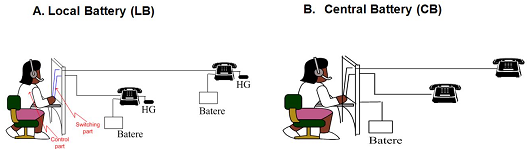 A. Local Battery (LB)
B. Central Battery (CB)
HG
HG
Batere
Batere
Switching
part
Control
part
Batere